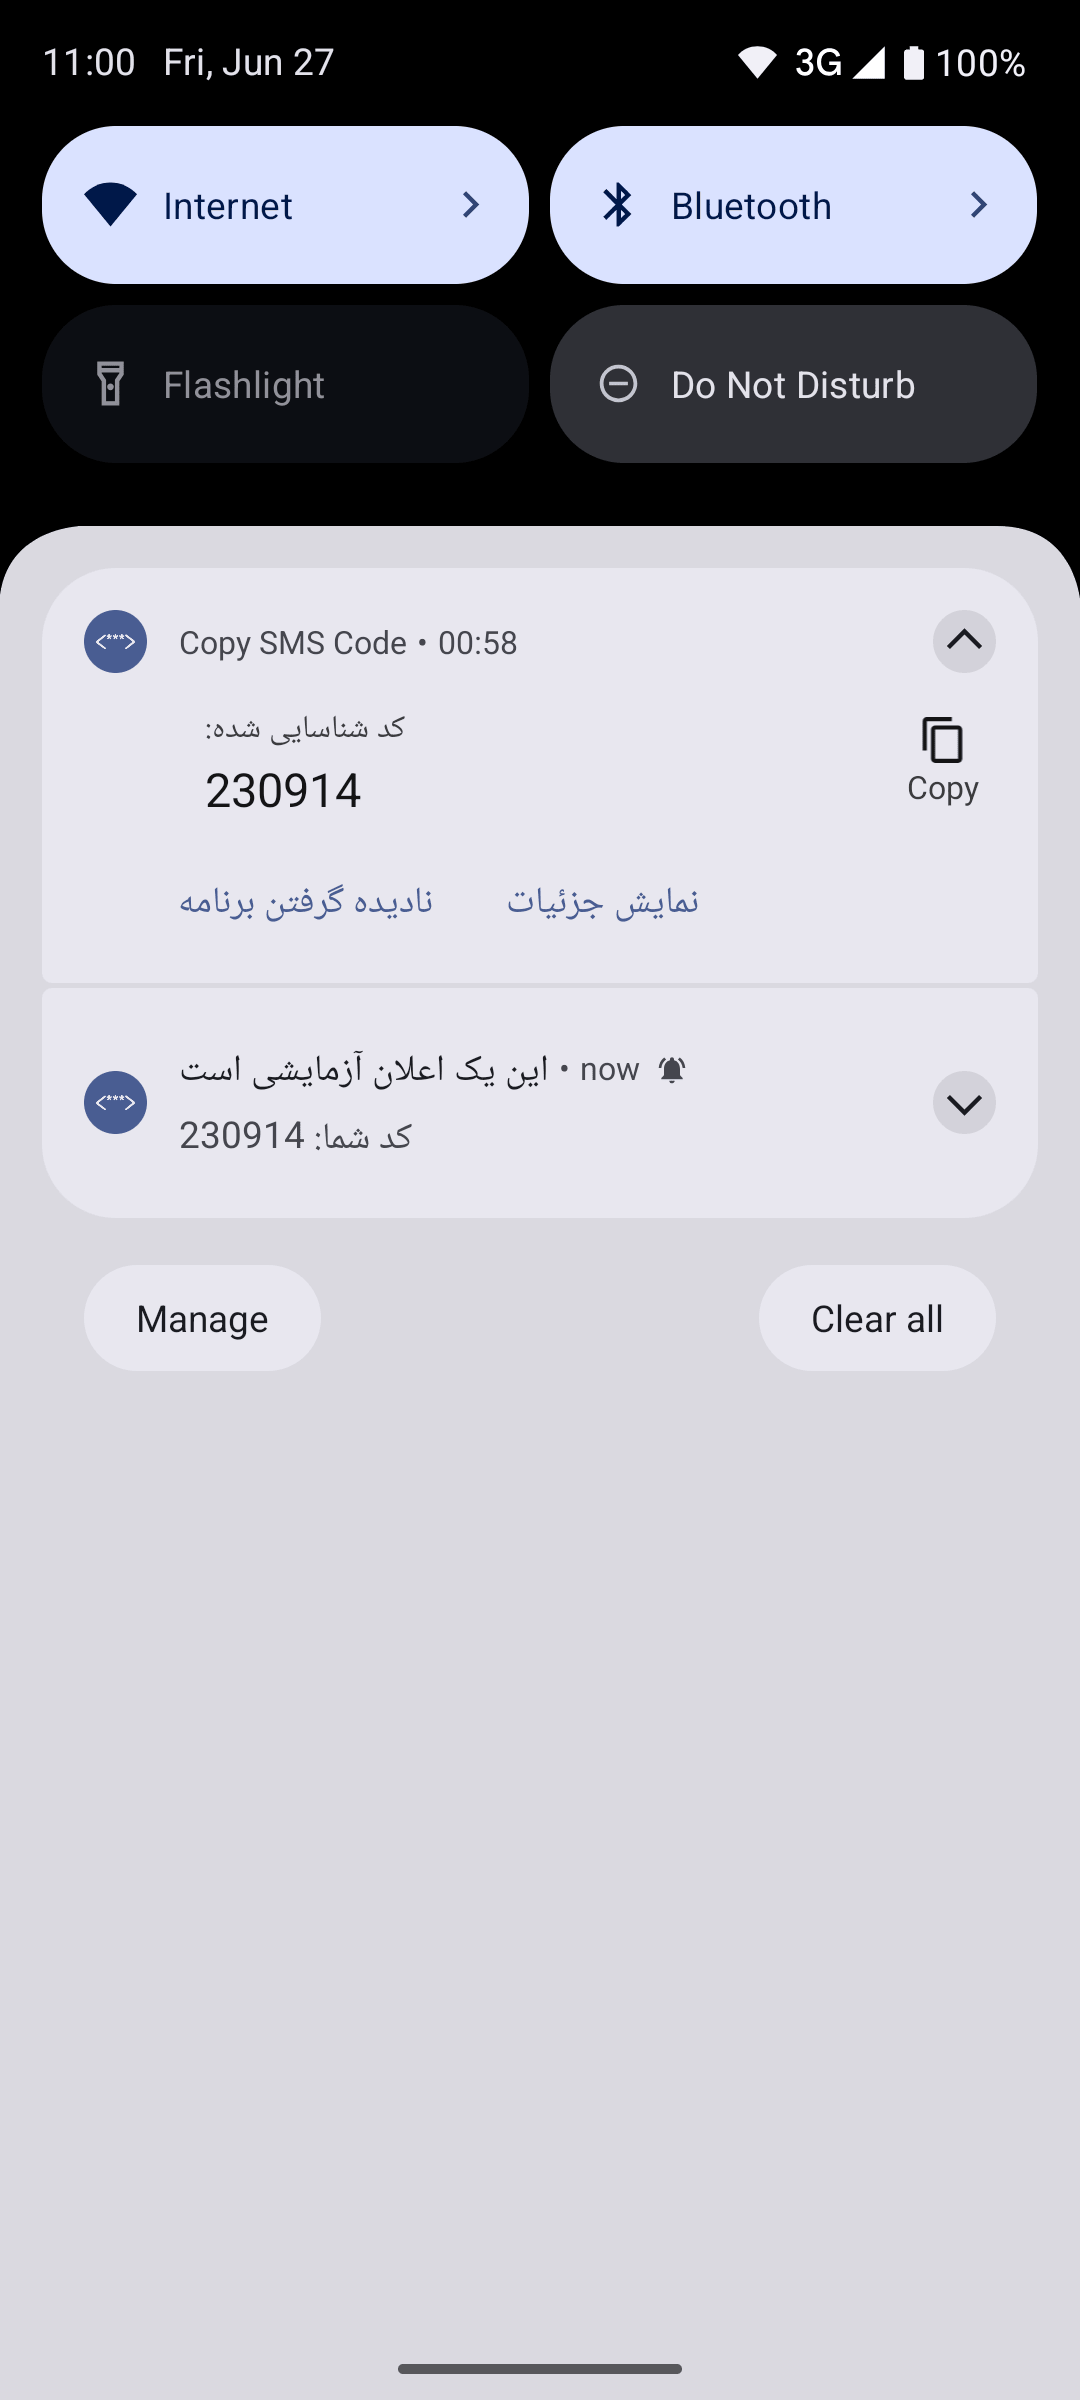 11:00 Fri, Jun 27 3G 100%
Internet Bluetooth
Flashlight Do Not Disturb
<***> Copy SMS Code • 00:58
کد شناسایی شده:
230914
Copy
نادیده گرفتن برنامه نمایش جزئیات
<***> این یک اعلان آزمایشی است • now
کد شما: 230914
Manage Clear all